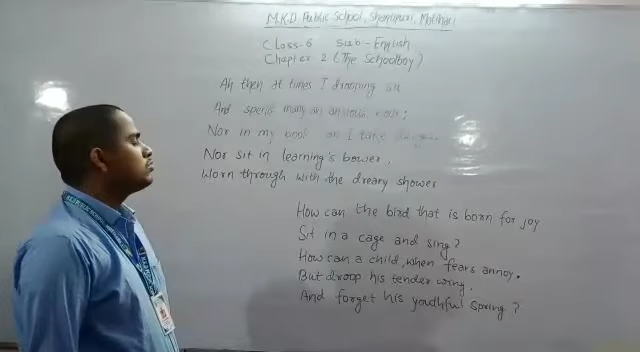 M.K.D Public School, Motihari
Class-6 Sub-English
Chapter 2 (The Schoolboy)
Ah then at times I drooping sit
And spend many an anxious hour;
Nor in my book can I take
Nor sit in learning's bower,
Worn through with the dreary shower
How can the bird that is born for joy
Sit in a cage and sing?
How can a child, when fears annoy.
But droop his tender wing,
And forget his youthful spring?